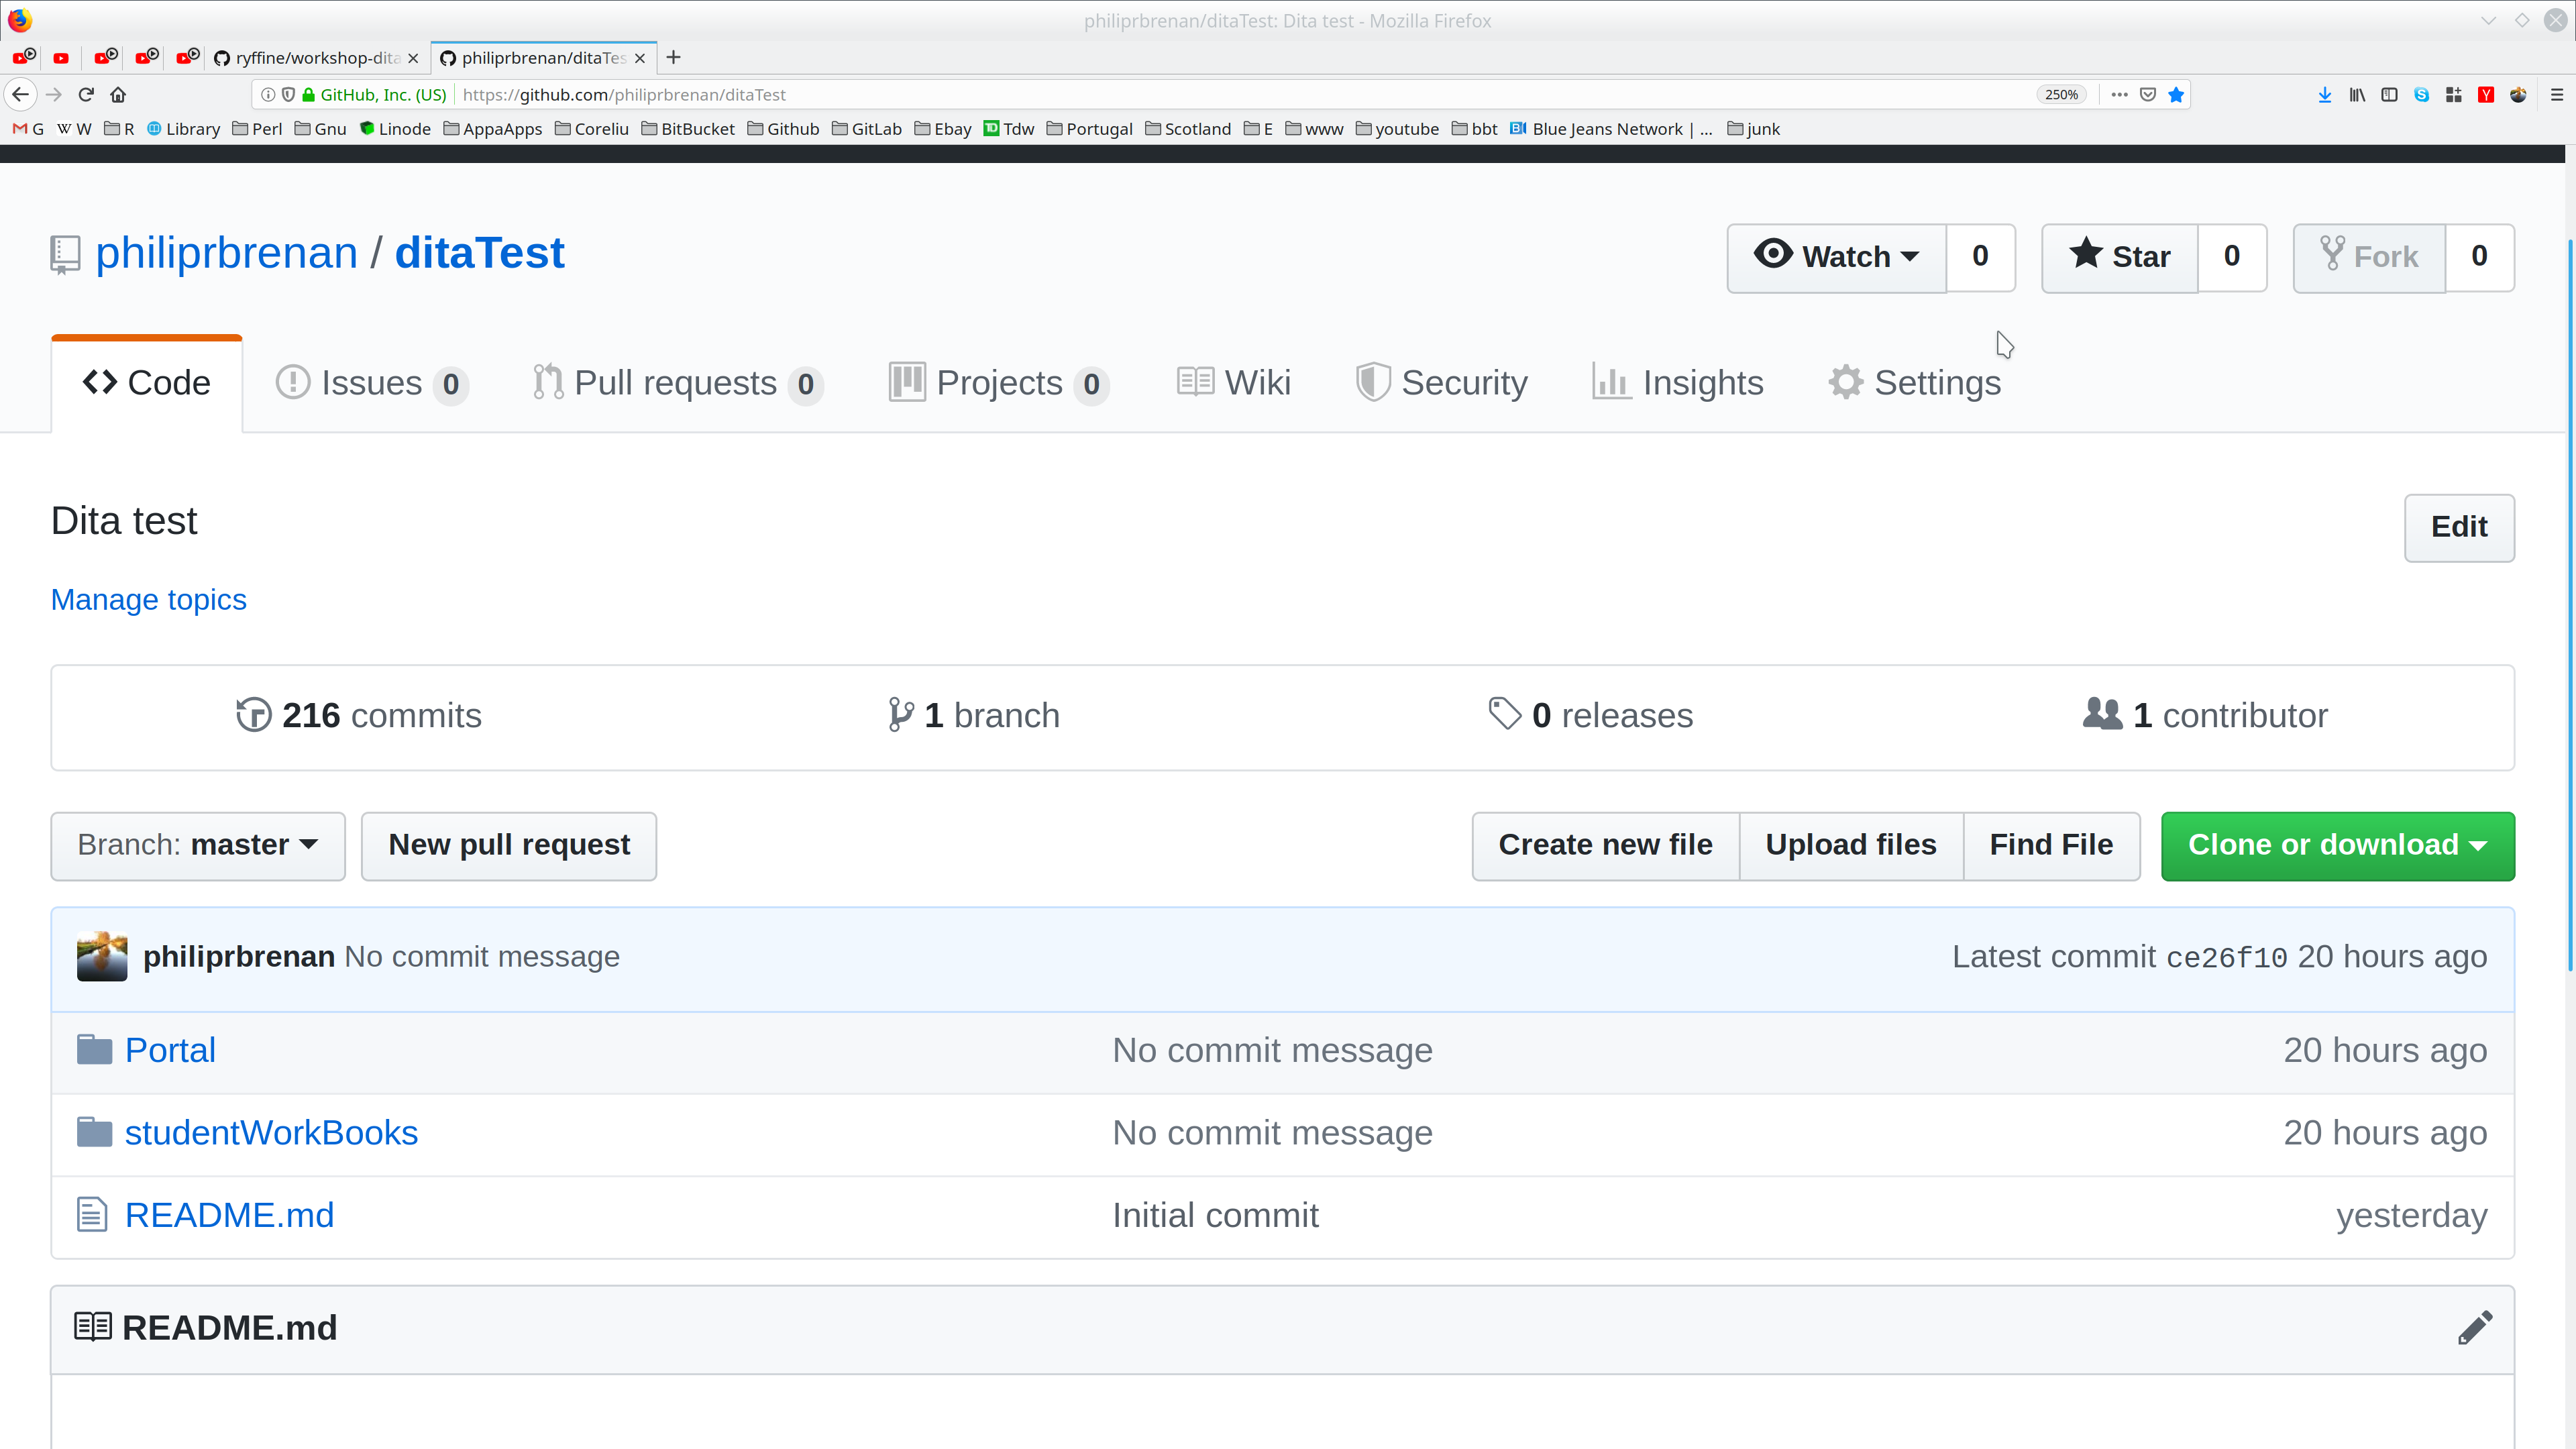 philiprbrenan/ditaTest: Dita test - Mozilla Firefox
ryffine/workshop-dita philiprbrenan/ditaTes
GitHub, Inc. (US) https://github.com/philiprbrenan/ditaTest 250%
G W R Library Perl Gnu Linode AppaApps Coreliu BitBucket Github GitLab Ebay Tdw Portugal Scotland E www youtube bbt Blue Jeans Network | ... junk
philiprbrenan / ditaTest Watch 0 Star 0 Fork 0
Code Issues 0 Pull requests 0 Projects 0 Wiki Security Insights Settings
Dita test Edit
Manage topics
216 commits 1 branch 0 releases 1 contributor
Branch: master New pull request Create new file Upload files Find File Clone or download
philiprbrenan No commit message Latest commit ce26f10 20 hours ago
Portal No commit message 20 hours ago
studentWorkBooks No commit message 20 hours ago
README.md Initial commit yesterday
README.md